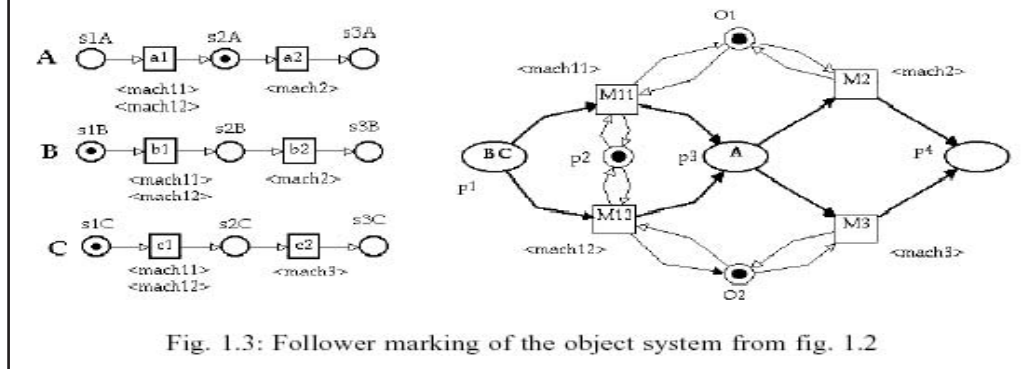 s1A s2A s3A
A a1 a2
<mach11> <mach2>
<mach12>
s1B s2B s3B
B b1 b2
<mach11> <mach2>
<mach12>
s1C s2C s3C
C c1 c2
<mach11> <mach3>
<mach12>
O1
<mach11> M11 M2 <mach2>
BC p2 p3 A p4
p1
M12
<mach12> M3 <mach3>
O2
Fig. 1.3: Follower marking of the object system from fig. 1.2